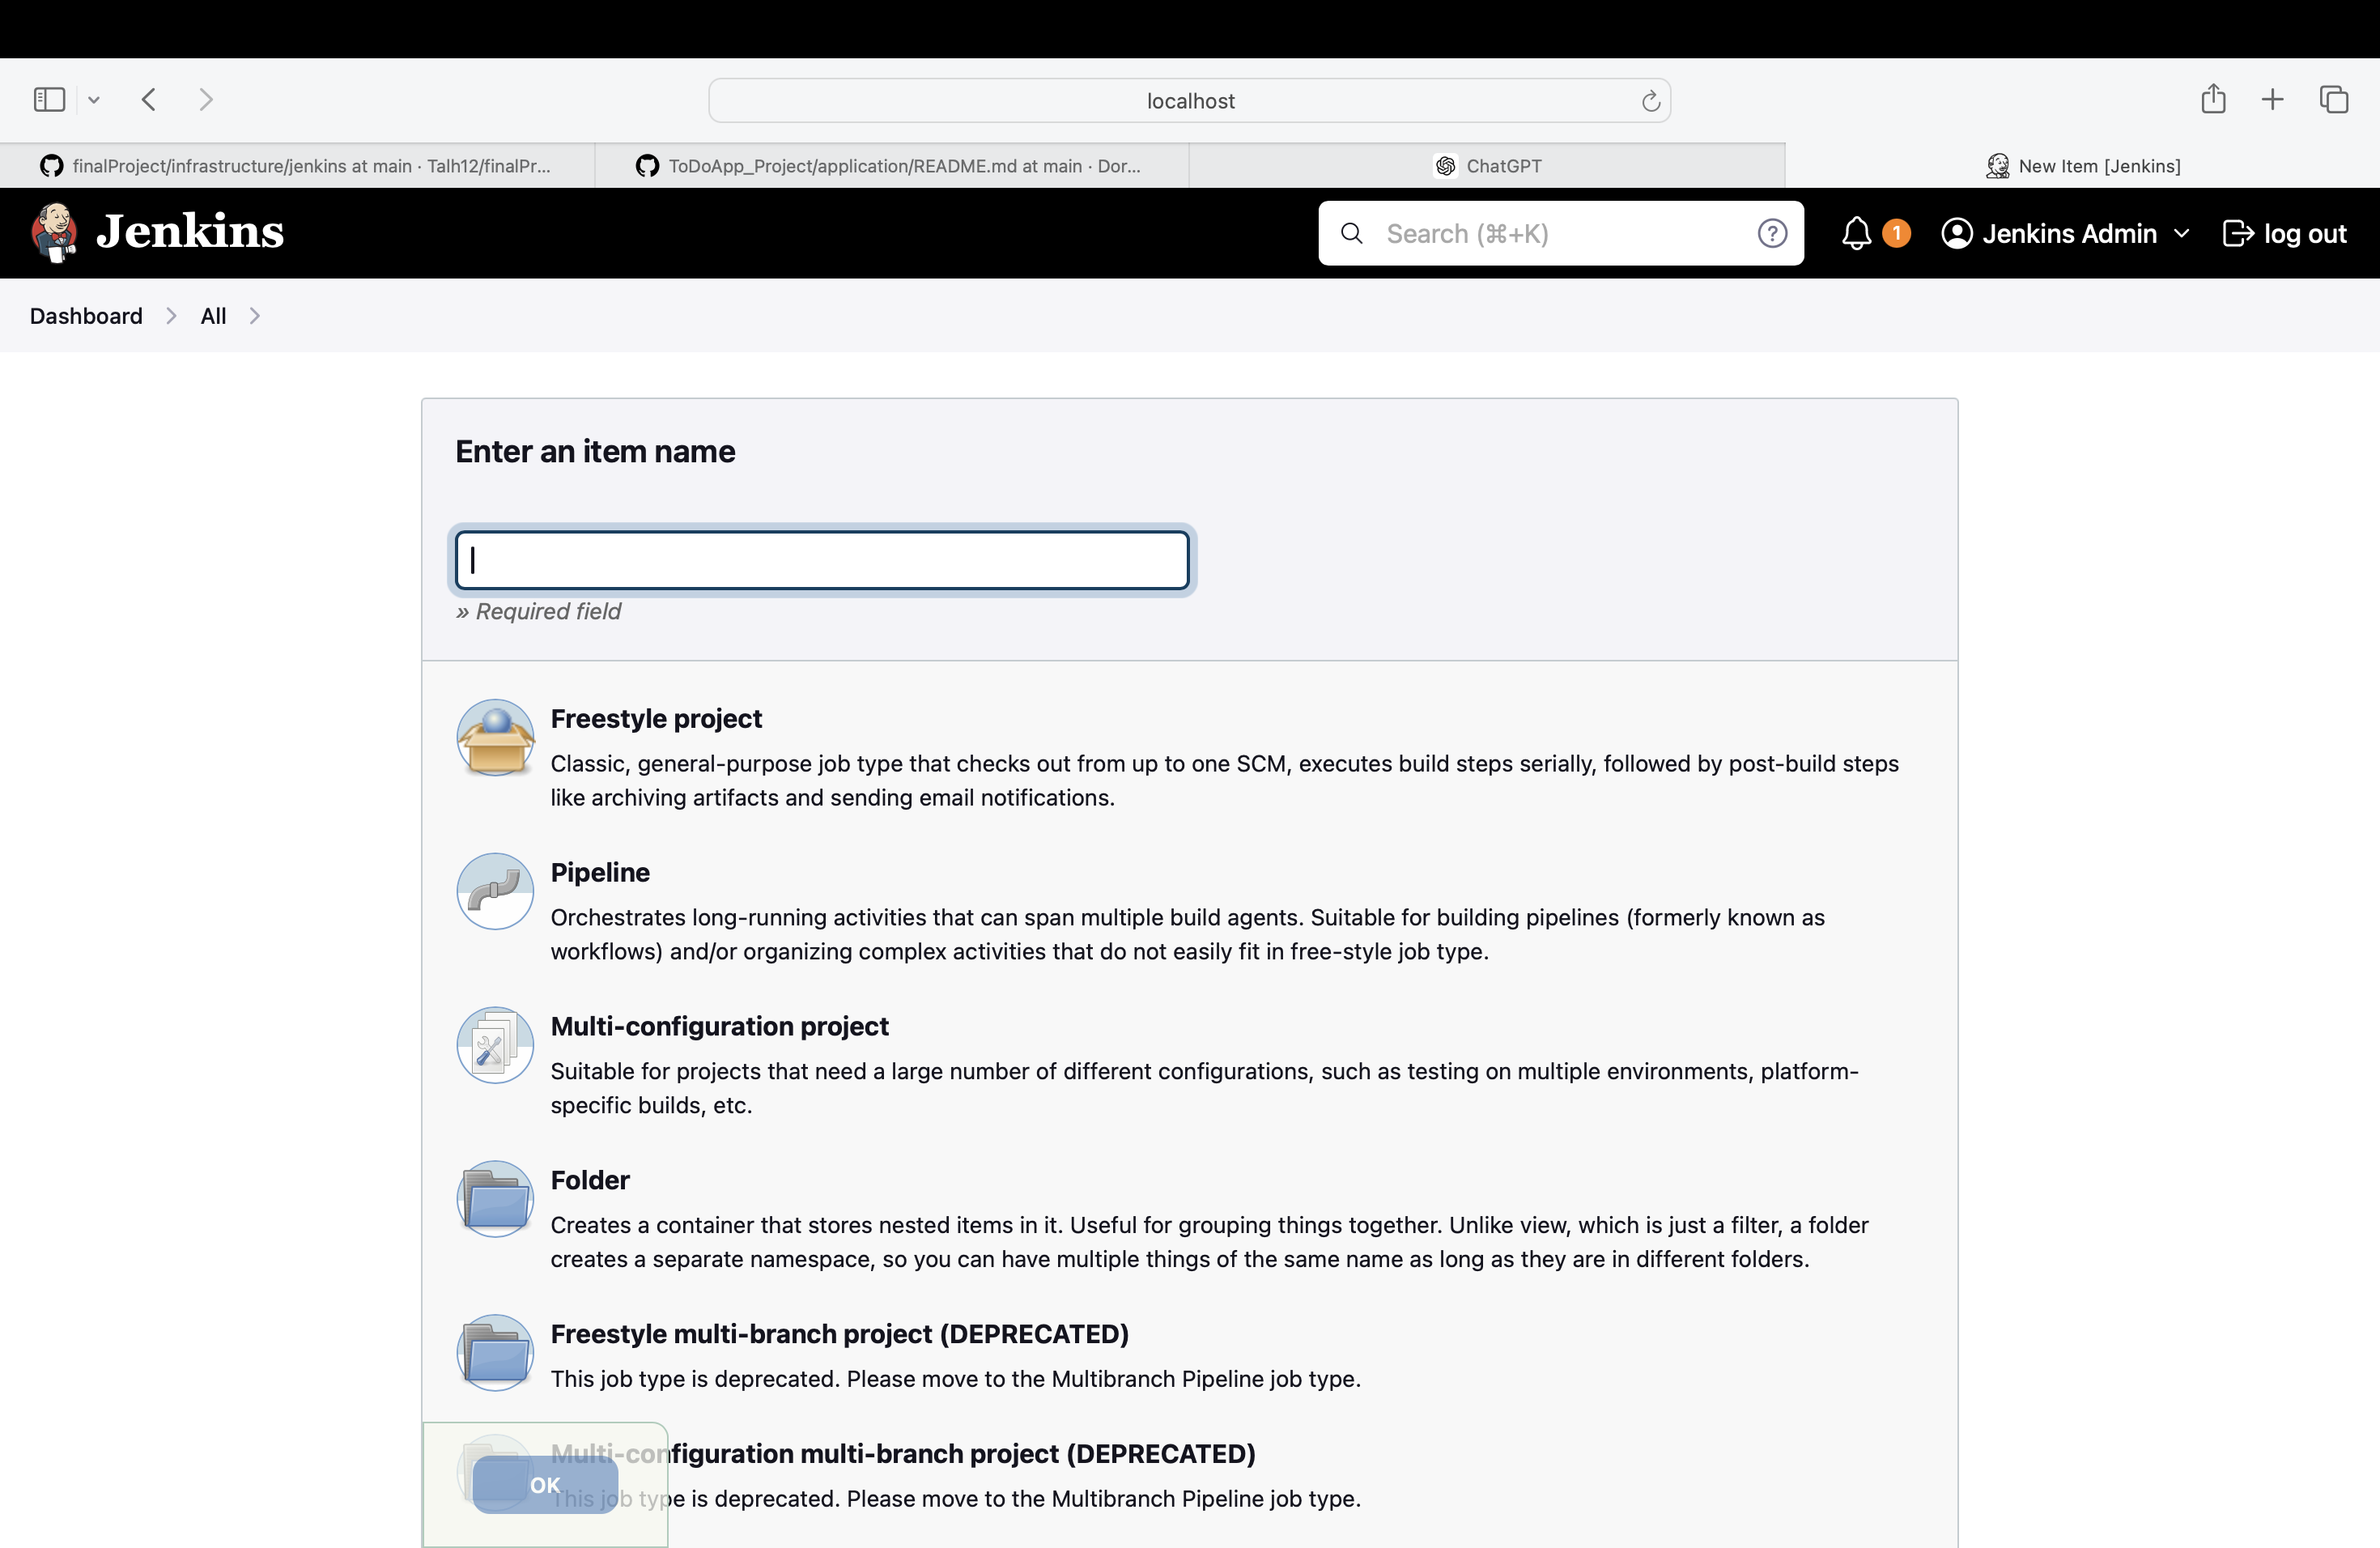 localhost
finalProject/infrastructure/jenkins at main · Talh12/finalPr...
ToDoApp_Project/application/README.md at main · Dor...
ChatGPT
New Item [Jenkins]
Jenkins
Search (⌘+K)
?
1
Jenkins Admin
log out
Dashboard
All
Enter an item name
» Required field
Freestyle project
Classic, general-purpose job type that checks out from up to one SCM, executes build steps serially, followed by post-build steps
like archiving artifacts and sending email notifications.
Pipeline
Orchestrates long-running activities that can span multiple build agents. Suitable for building pipelines (formerly known as
workflows) and/or organizing complex activities that do not easily fit in free-style job type.
Multi-configuration project
Suitable for projects that need a large number of different configurations, such as testing on multiple environments, platform-
specific builds, etc.
Folder
Creates a container that stores nested items in it. Useful for grouping things together. Unlike view, which is just a filter, a folder
creates a separate namespace, so you can have multiple things of the same name as long as they are in different folders.
Freestyle multi-branch project (DEPRECATED)
This job type is deprecated. Please move to the Multibranch Pipeline job type.
Multi-configuration multi-branch project (DEPRECATED)
This job type is deprecated. Please move to the Multibranch Pipeline job type.
OK